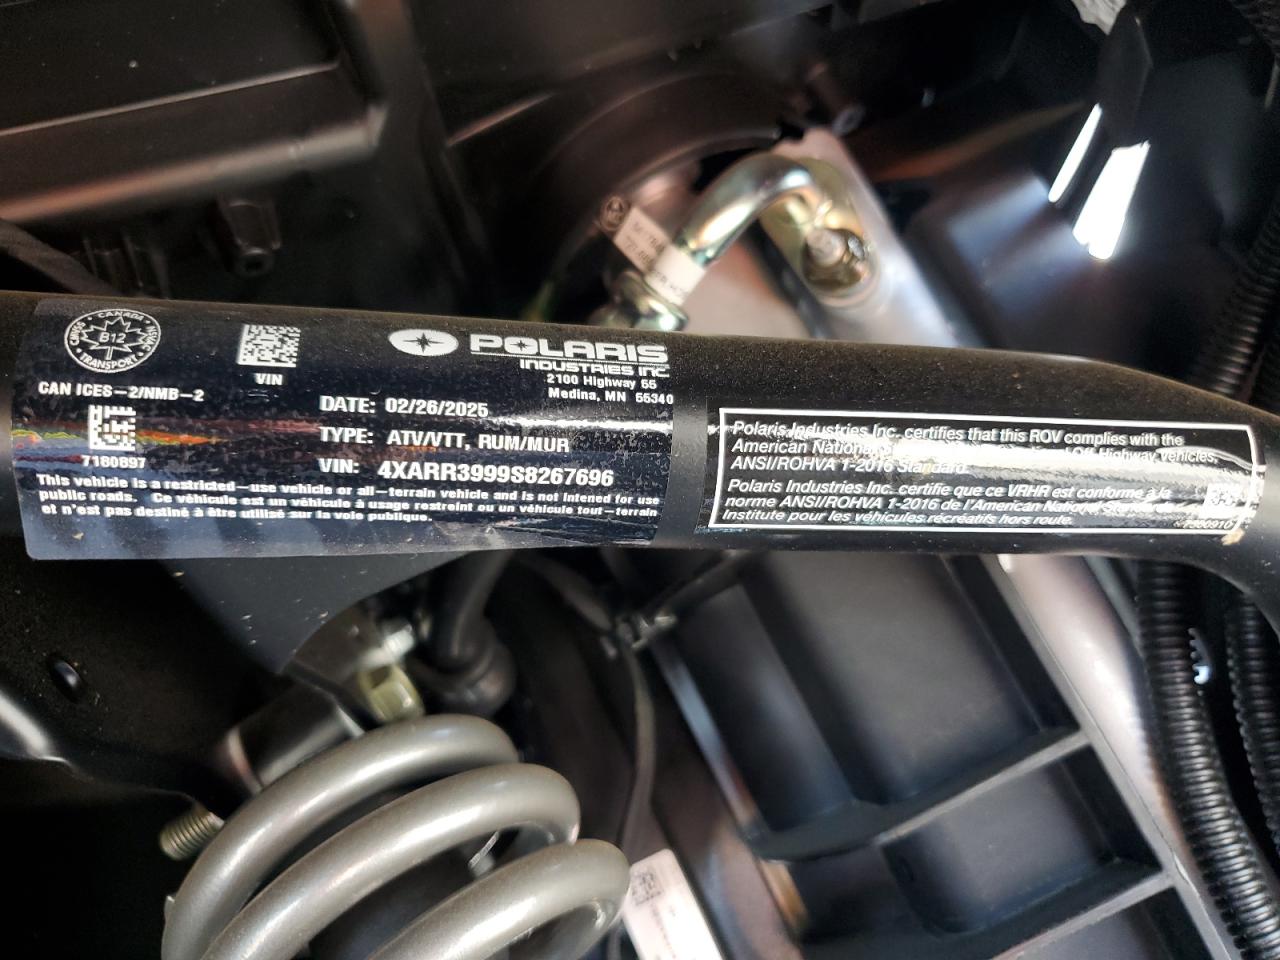 CANADA
B12
TRANSPORT
VIN
POLARIS
INDUSTRIES INC.
2100 Highway 55
Medina, MN 55340
CAN ICES-2/NMB-2
7180897
DATE: 02/26/2025
TYPE: ATV/VTT, RUM/MUR
VIN: 4XARR3999S8267696
This vehicle is a restricted-use vehicle or all-terrain vehicle and is not intened for use
public roads. Ce véhicule est un véhicule à usage restreint ou un véhicule tout-terrain
et n'est pas destiné à être utilisé sur la voie publique.
Polaris Industries Inc. certifies that this ROV complies with the
American National Off Highway Vehicles,
ANSI/ROHVA 1-2016 Standard.
Polaris Industries Inc. certifie que ce VRHR est conforme à la
norme ANSI/ROHVA 1-2016 de l'American National Standards
Institute pour les véhicules récréatifs hors route.